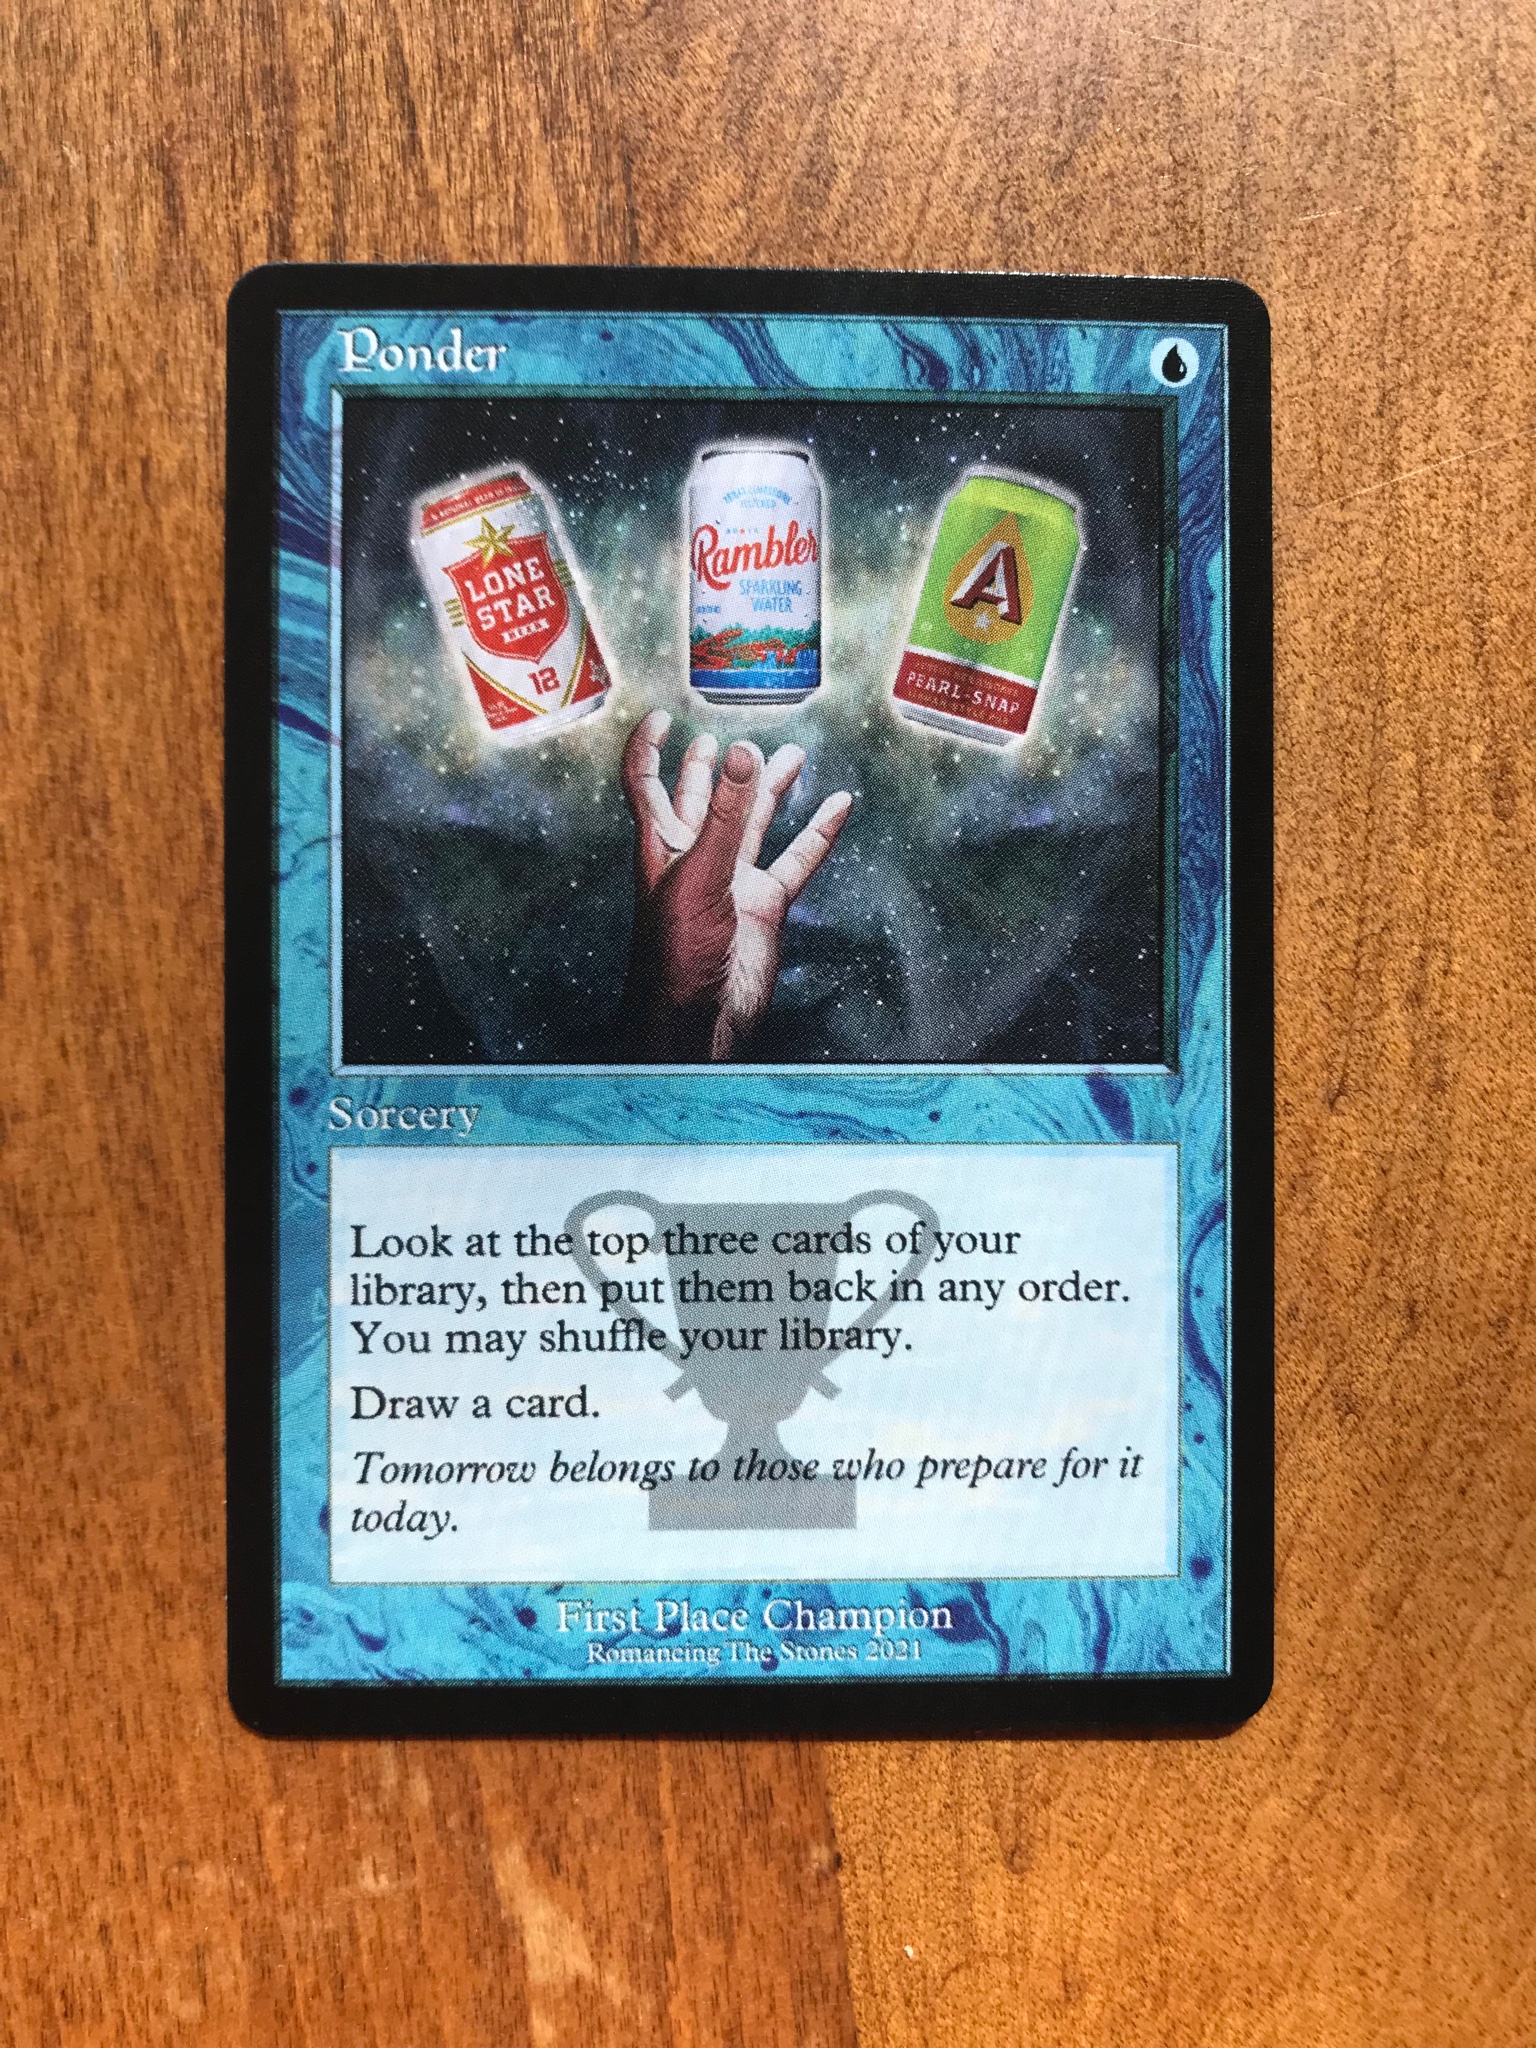 Ponder
LONE
STAR
BEER
12
Rambler
SPARKLING
WATER
A
PEARL-SNAP
Sorcery
Look at the top three cards of your
library, then put them back in any order.
You may shuffle your library.
Draw a card.
Tomorrow belongs to those who prepare for it
today.
First Place Champion
Romancing The Stones 2021